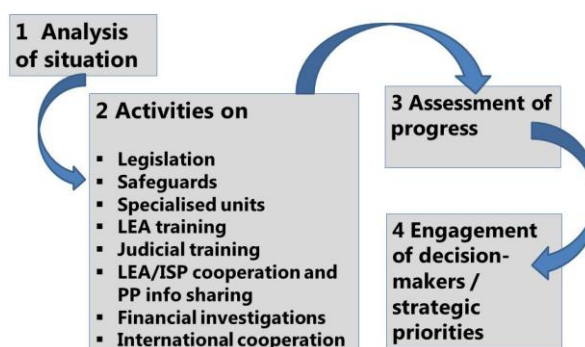 1 Analysis
of situation
2 Activities on
▪ Legislation
▪ Safeguards
▪ Specialised units
▪ LEA training
▪ Judicial training
▪ LEA/ISP cooperation and
PP info sharing
▪ Financial investigations
▪ International cooperation
3 Assessment of
progress
4 Engagement
of decision-
makers /
strategic
priorities